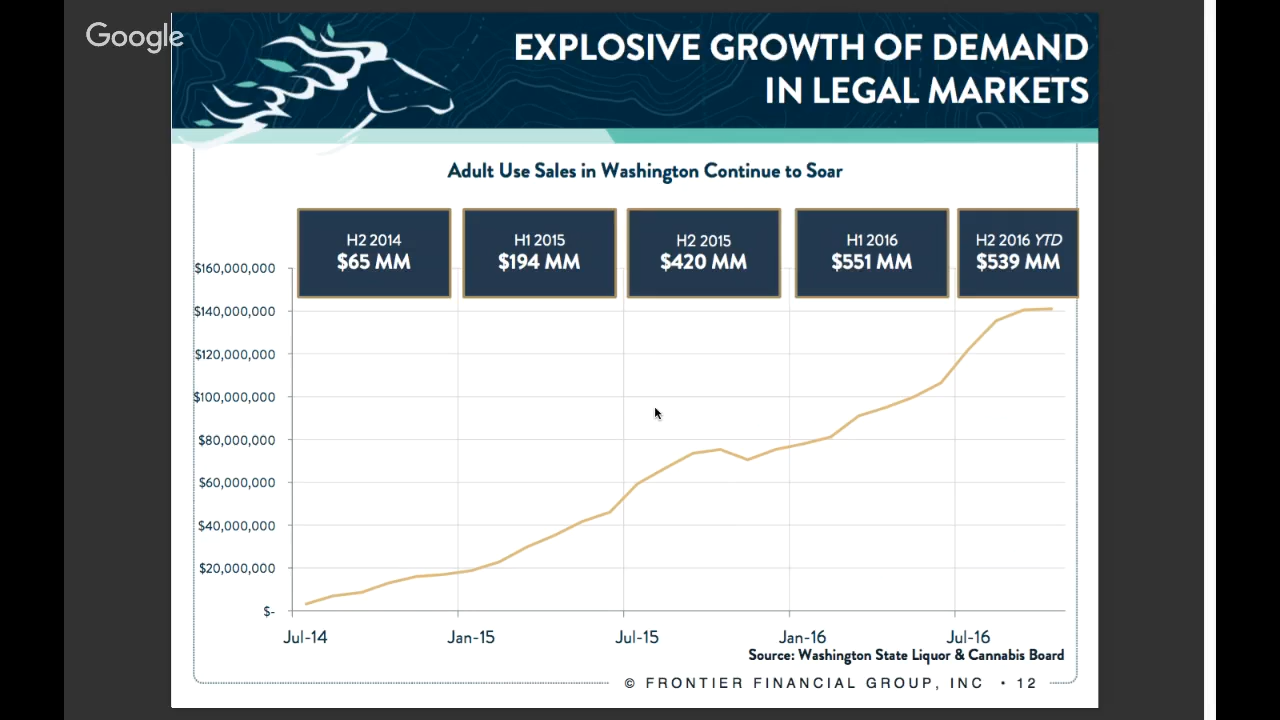 Google
EXPLOSIVE GROWTH OF DEMAND
IN LEGAL MARKETS
Adult Use Sales in Washington Continue to Soar
H2 2014
$65 MM
H1 2015
$194 MM
H2 2015
$420 MM
H1 2016
$551 MM
H2 2016 YTD
$539 MM
$160,000,000
$140,000,000
$120,000,000
$100,000,000
$80,000,000
$60,000,000
$40,000,000
$20,000,000
$-
Jul-14
Jan-15
Jul-15
Jan-16
Jul-16
Source: Washington State Liquor & Cannabis Board
© FRONTIER FINANCIAL GROUP, INC • 12